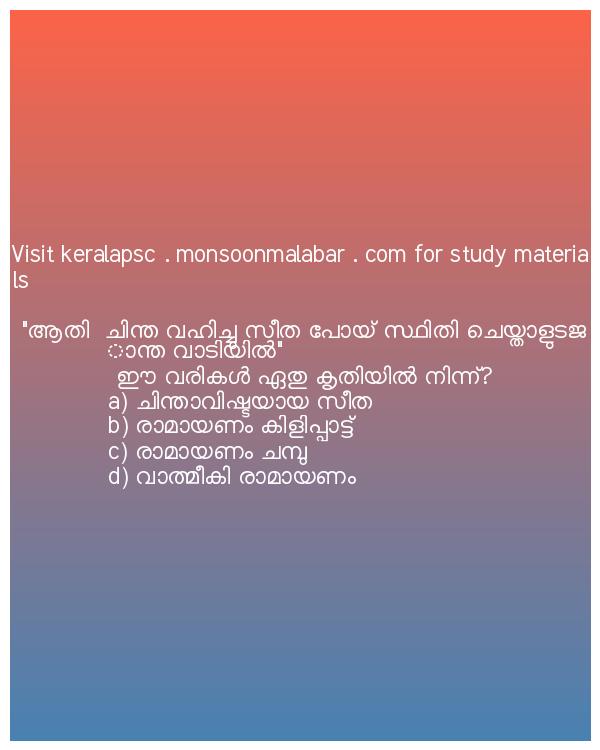 Visit keralapsc . monsoonmalabar . com for study materia
ls
"ആതി ചിന്ത വഹിച്ചു സീത പോയ് സ്ഥിതി ചെയ്താളുടജ
ാന്ത വാടിയിൽ"
ഈ വരികൾ ഏതു കൃതിയിൽ നിന്ന്?
a) ചിന്താവിഷ്ടയായ സീത
b) രാമായണം കിളിപ്പാട്ട്
c) രാമായണം ചമ്പു
d) വാത്മീകി രാമായണം